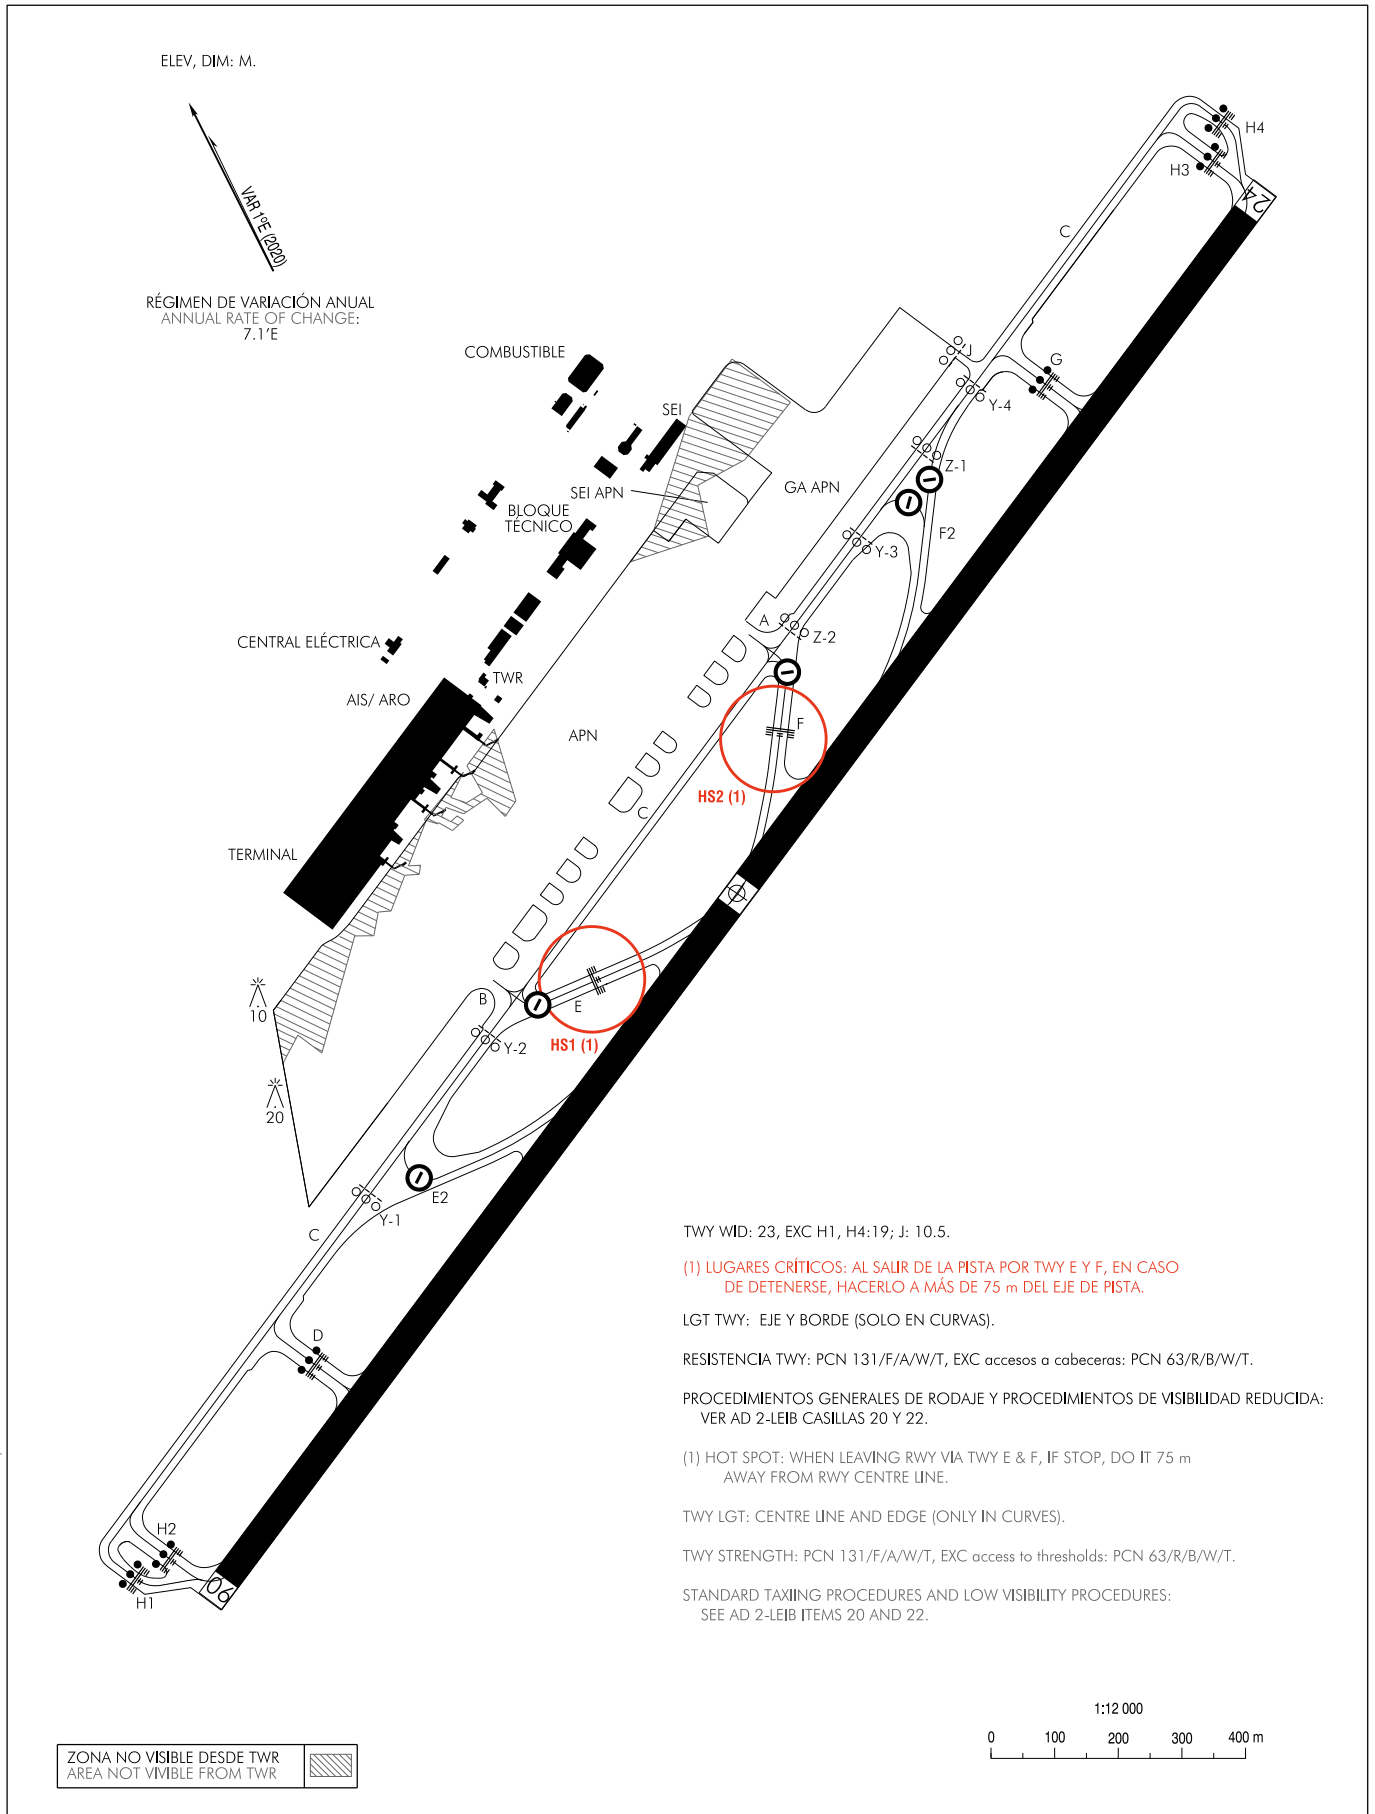 ELEV, DIM: M.
VAR 1ºE (2020)
RÉGIMEN DE VARIACIÓN ANUAL
ANNUAL RATE OF CHANGE:
7.1'E
H4
H3
24
C
COMBUSTIBLE
J
G
Y-4
SEI
Z-1
SEI APN
GA APN
BLOQUE
TÉCNICO
F2
Y-3
A
Z-2
CENTRAL ELÉCTRICA
TWR
AIS/ ARO
APN
F
HS2 (1)
C
TERMINAL
B
E
10
HS1 (1)
Y-2
20
E2
Y-1
C
D
H2
H1
06
TWY WID: 23, EXC H1, H4:19; J: 10.5.
(1) LUGARES CRÍTICOS: AL SALIR DE LA PISTA POR TWY E Y F, EN CASO
DE DETENERSE, HACERLO A MÁS DE 75 m DEL EJE DE PISTA.
LGT TWY: EJE Y BORDE (SOLO EN CURVAS).
RESISTENCIA TWY: PCN 131/F/A/W/T, EXC accesos a cabeceras: PCN 63/R/B/W/T.
PROCEDIMIENTOS GENERALES DE RODAJE Y PROCEDIMIENTOS DE VISIBILIDAD REDUCIDA:
VER AD 2-LEIB CASILLAS 20 Y 22.
(1) HOT SPOT: WHEN LEAVING RWY VIA TWY E & F, IF STOP, DO IT 75 m
AWAY FROM RWY CENTRE LINE.
TWY LGT: CENTRE LINE AND EDGE (ONLY IN CURVES).
TWY STRENGTH: PCN 131/F/A/W/T, EXC access to thresholds: PCN 63/R/B/W/T.
STANDARD TAXIING PROCEDURES AND LOW VISIBILITY PROCEDURES:
SEE AD 2-LEIB ITEMS 20 AND 22.
1:12 000
0 100 200 300 400 m
ZONA NO VISIBLE DESDE TWR
AREA NOT VIVIBLE FROM TWR